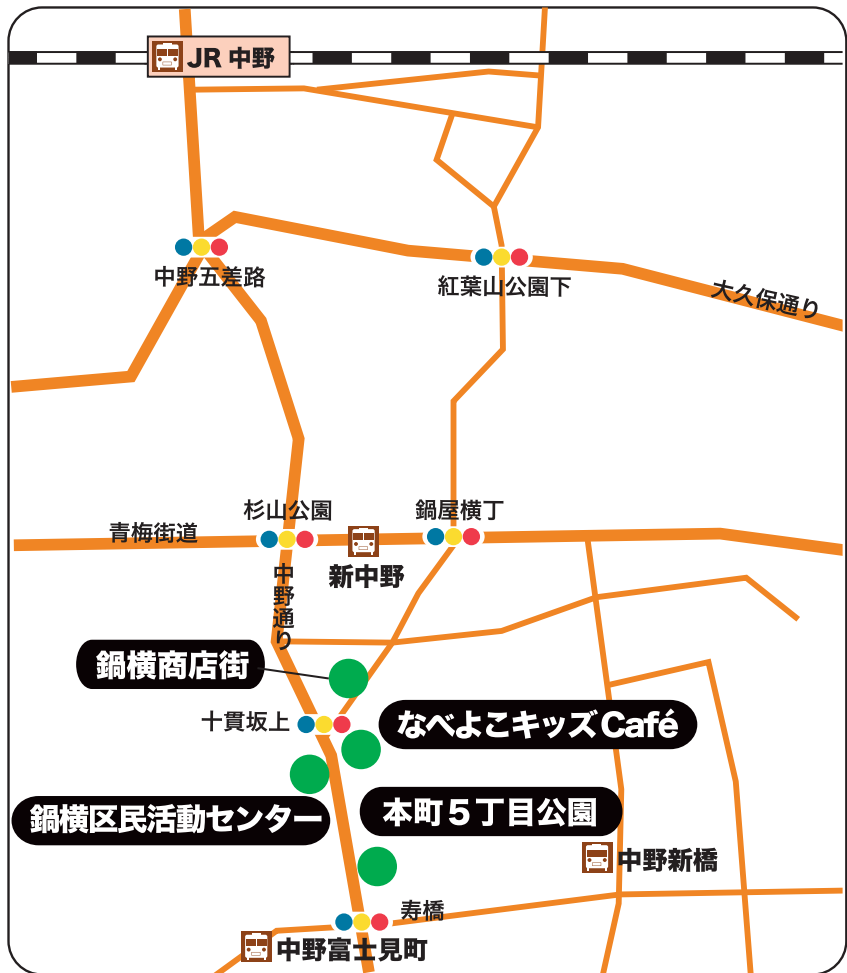 JR 中野
中野五差路
紅葉山公園下
大久保通り
杉山公園
鍋屋横丁
青梅街道
新中野
中野通り
鍋横商店街
十貫坂上
なべよこキッズCafé
鍋横区民活動センター
本町5丁目公園
中野新橋
寿橋
中野富士見町